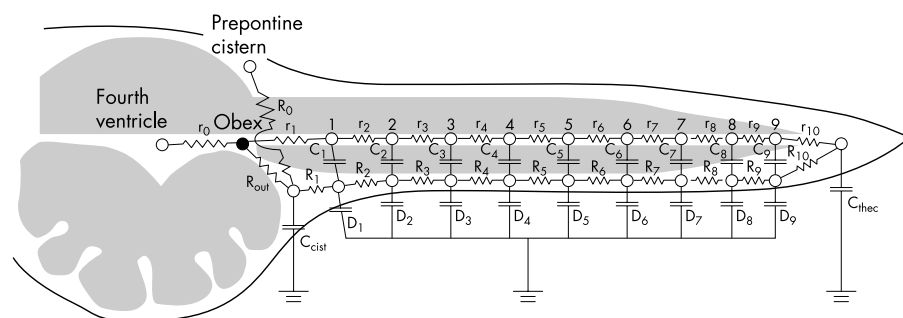 Prepontine
cistern
Fourth
ventricle
Obex
R0
r0 r1 1 r2 2 r3 3 r4 4 r5 5 r6 6 r7 7 r8 8 r9 9 r10
C1 C2 C3 C4 C5 C6 C7 C8 C9 R10
Rout R1 R2 R3 R4 R5 R6 R7 R8 R9
Ccist D1 D2 D3 D4 D5 D6 D7 D8 D9 Cthec